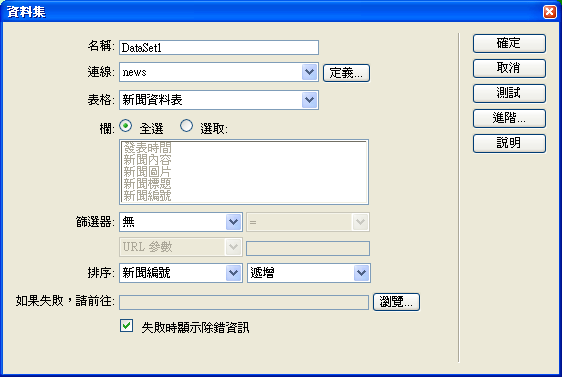 資料集
名稱: DataSet1
連線: news 定義...
表格: 新聞資料表
欄: 全選 選取:
發表時間
新聞內容
新聞圖片
新聞標題
新聞編號
篩選器: 無 =
URL 參數
排序: 新聞編號 遞增
如果失敗，請前往: 瀏覽...
失敗時顯示除錯資訊
確定
取消
測試
進階...
說明